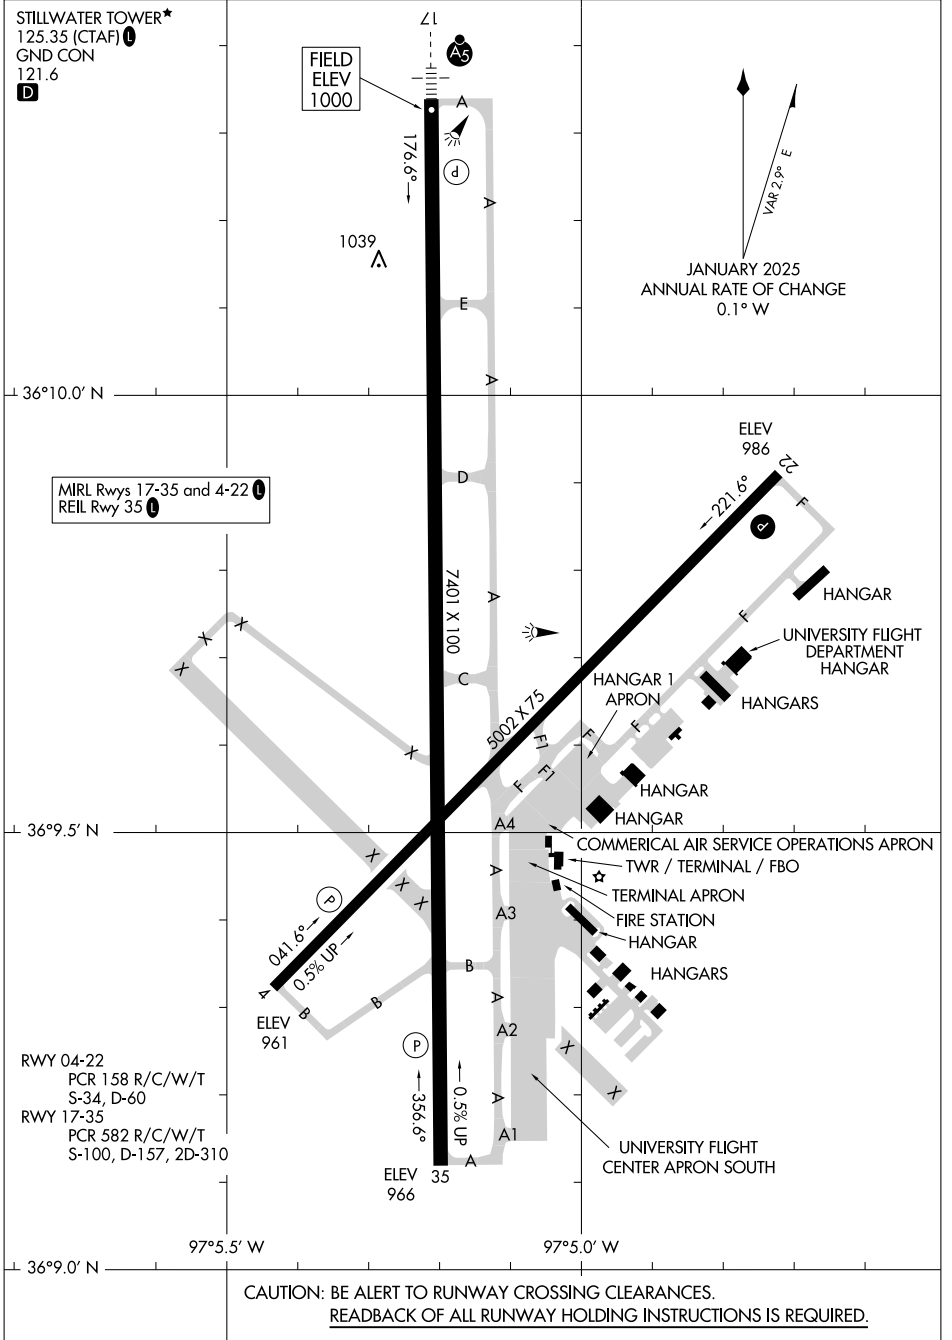 STILLWATER TOWER★
125.35 (CTAF) L
GND CON
121.6
D
17
A5
FIELD
ELEV
1000
A
176.6°
P
A
1039
E
A
VAR 2.9° E
JANUARY 2025
ANNUAL RATE OF CHANGE
0.1° W
36°10.0' N
ELEV
986
22
D
221.6°
F
P
MIRL Rwys 17-35 and 4-22 L
REIL Rwy 35 L
7401 X 100
A
HANGAR
F
X
X
X
UNIVERSITY FLIGHT
DEPARTMENT
HANGAR
C
HANGAR 1
APRON
HANGARS
5002 X 75
F
F
F1
X
F1
F
HANGAR
HANGAR
36°9.5' N
A4
COMMERICAL AIR SERVICE OPERATIONS APRON
X
TWR / TERMINAL / FBO
A
X
TERMINAL APRON
P
X
A3
FIRE STATION
041.6°
HANGAR
0.5% UP
B
HANGARS
4
B
B
A
ELEV
961
A2
P
X
RWY 04-22
PCR 158 R/C/W/T
S-34, D-60
RWY 17-35
PCR 582 R/C/W/T
S-100, D-157, 2D-310
356.6°
0.5% UP
A
X
A1
UNIVERSITY FLIGHT
CENTER APRON SOUTH
A
ELEV
966
35
97°5.5' W
97°5.0' W
36°9.0' N
CAUTION: BE ALERT TO RUNWAY CROSSING CLEARANCES.
READBACK OF ALL RUNWAY HOLDING INSTRUCTIONS IS REQUIRED.